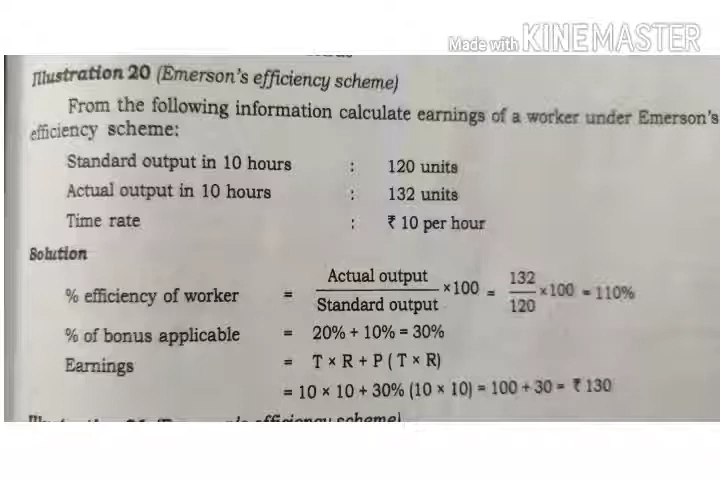 Made with KINEMASTER
Illustration 20 (Emerson's efficiency scheme)
From the following information calculate earnings of a worker under Emerson's
efficiency scheme:
Standard output in 10 hours : 120 units
Actual output in 10 hours : 132 units
Time rate : ₹ 10 per hour
Solution
% efficiency of worker = Actual output / Standard output ×100 = 132 / 120 ×100 = 110%
% of bonus applicable = 20% + 10% = 30%
Earnings = T × R + P ( T × R)
= 10 × 10 + 30% (10 × 10) = 100 + 30 = ₹ 130
efficiency scheme)